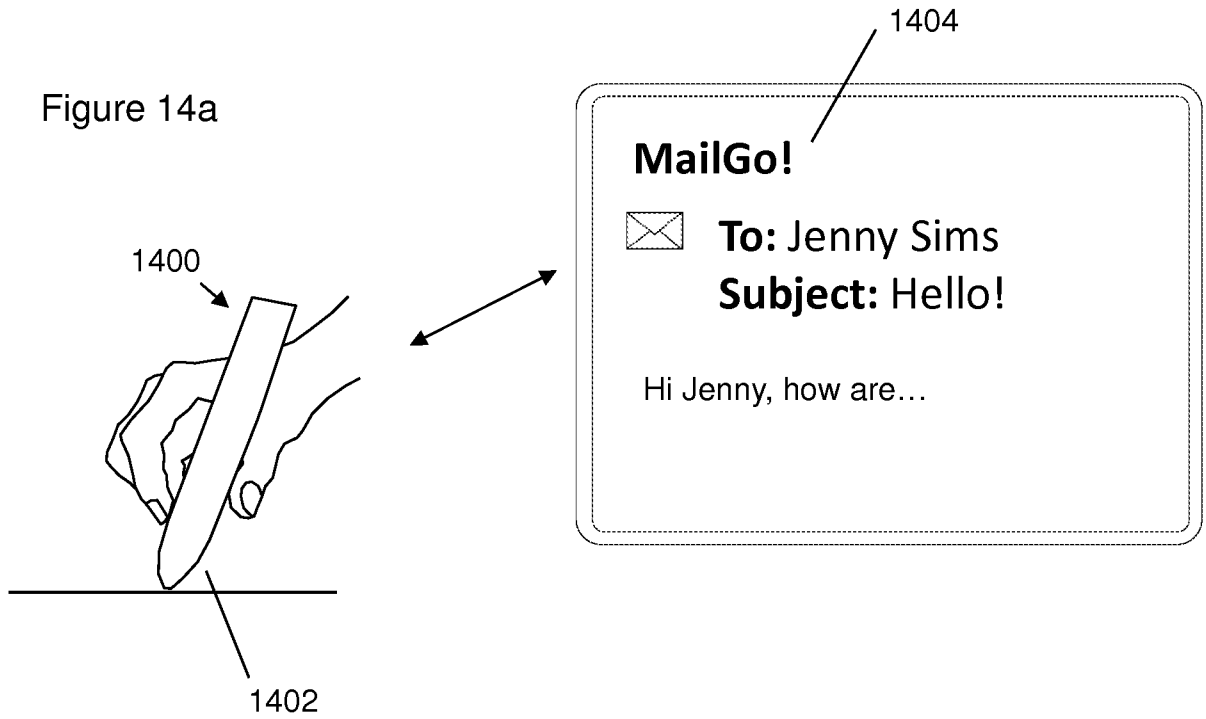 1404
Figure 14a
MailGo!
To: Jenny Sims
1400
Subject: Hello!
Hi Jenny, how are…
1402